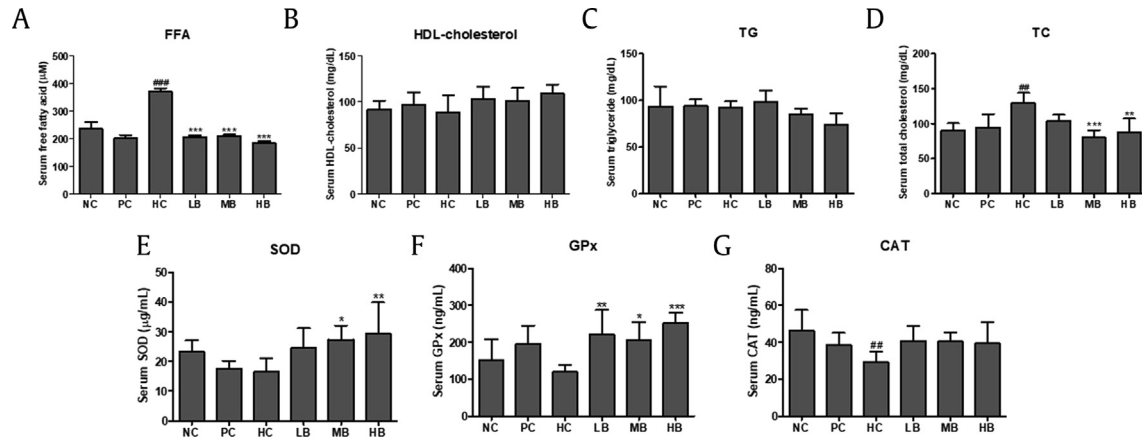 A
FFA
Serum free fatty acid (μM)
500
400
300
200
100
0
###
***
***
***
NC PC HC LB MB HB
B
HDL-cholesterol
Serum HDL-cholesterol (mg/dL)
150
100
50
0
NC PC HC LB MB HB
C
TG
Serum triglyceride (mg/dL)
150
100
50
0
NC PC HC LB MB HB
D
TC
Serum total cholesterol (mg/dL)
200
150
100
50
0
##
***
**
NC PC HC LB MB HB
E
SOD
Serum SOD (μg/mL)
50
40
30
20
10
0
*
**
NC PC HC LB MB HB
F
GPx
Serum GPx (ng/mL)
400
300
200
100
0
**
*
***
NC PC HC LB MB HB
G
CAT
Serum CAT (ng/mL)
80
60
40
20
0
##
NC PC HC LB MB HB